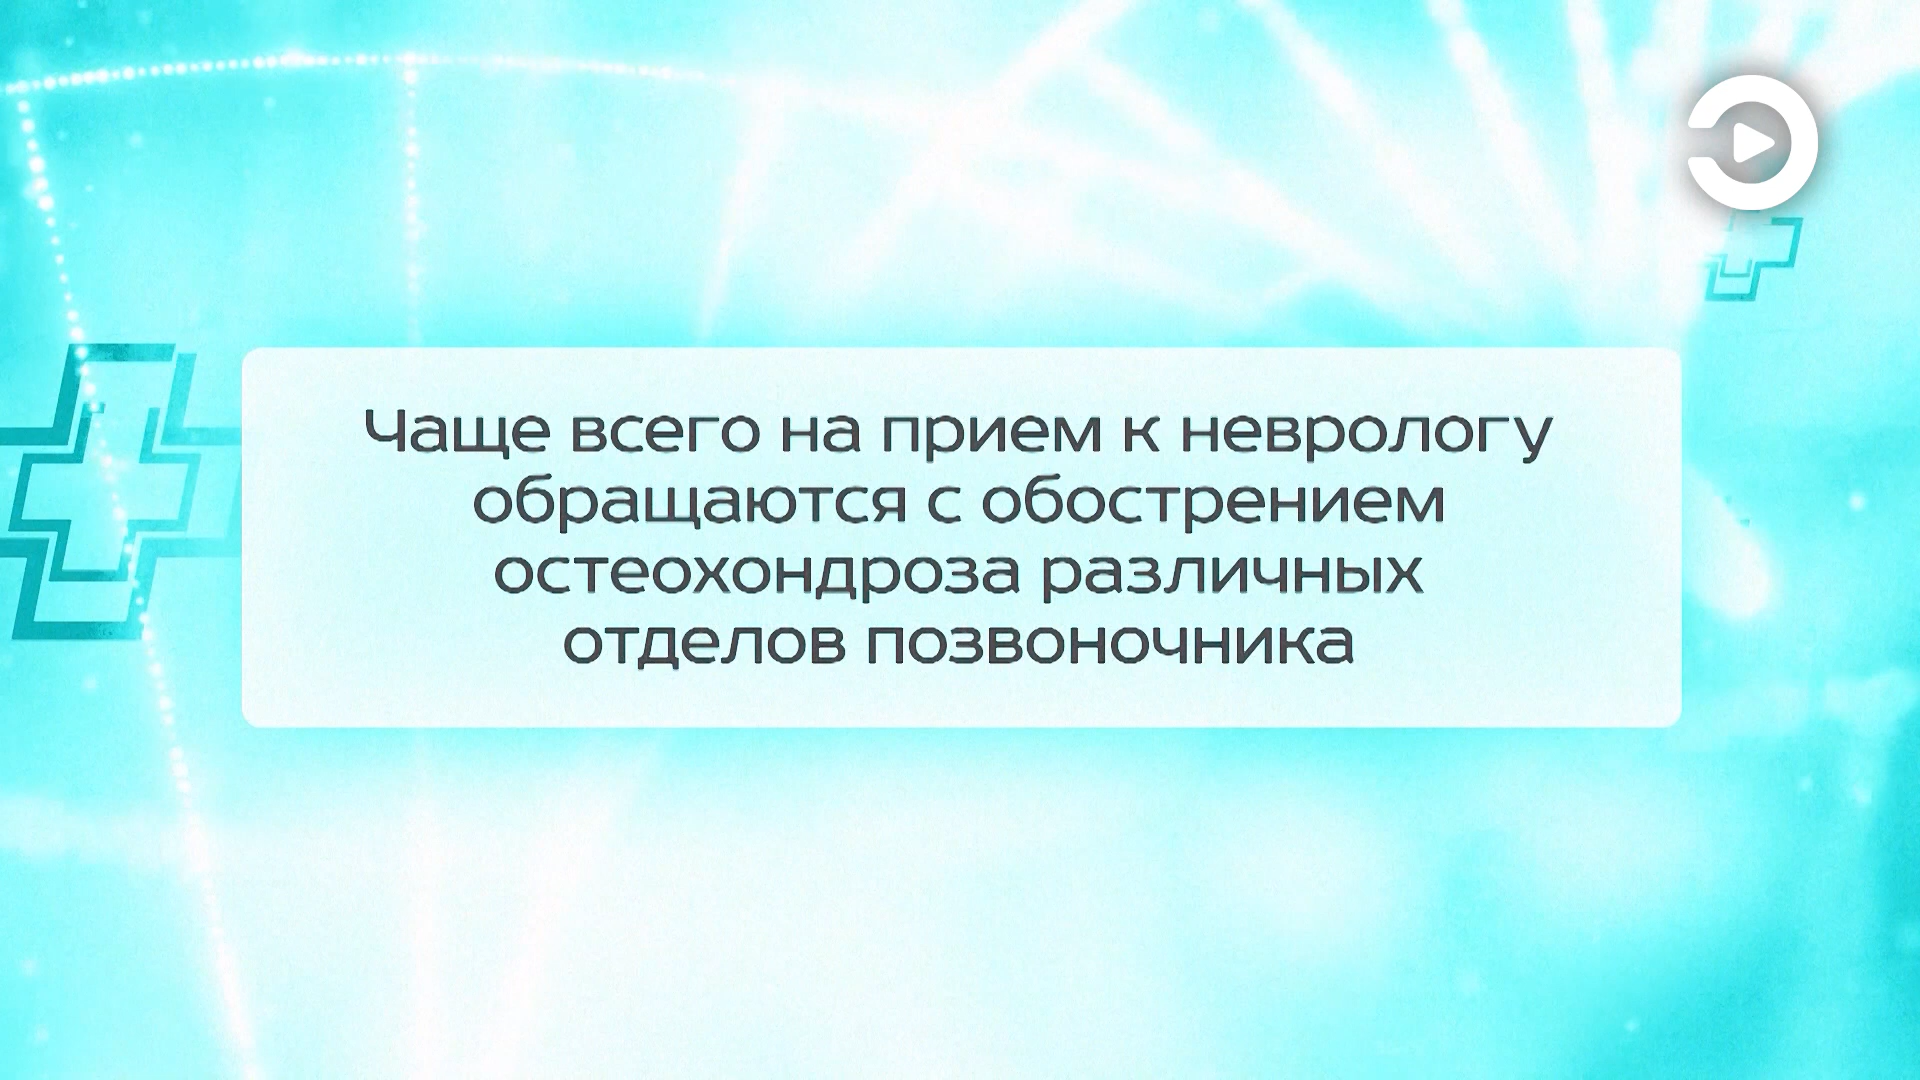 Чаще всего на прием к неврологу
обращаются с обострением
остеохондроза различных
отделов позвоночника